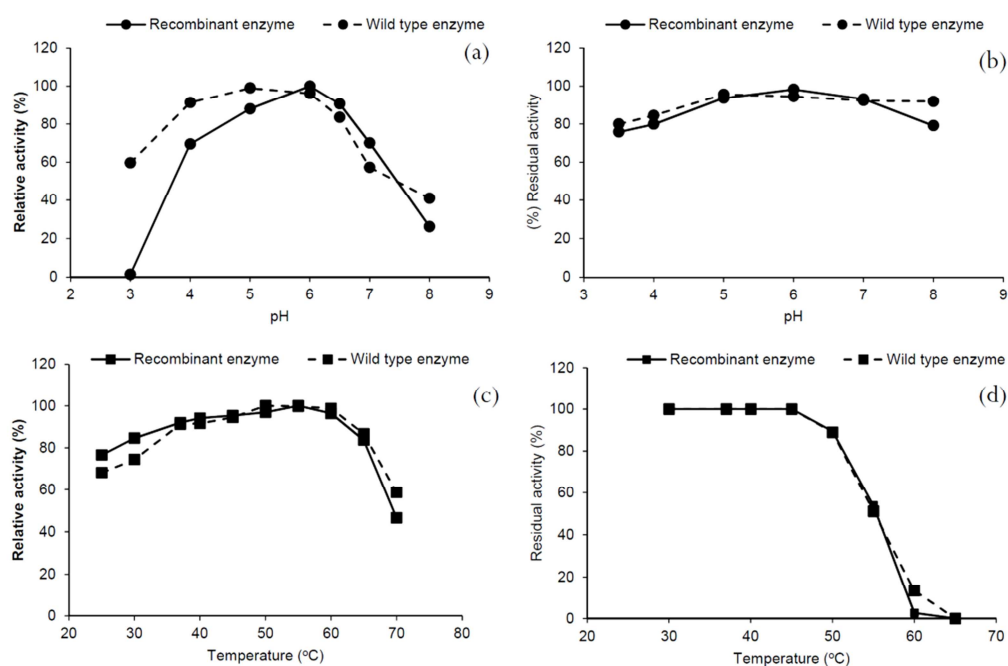 Recombinant enzyme Wild type enzyme
(a)
120
100
80
60
40
20
0
Relative activity (%)
2 3 4 5 6 7 8 9
pH
Recombinant enzyme Wild type enzyme
(b)
120
100
80
60
40
20
0
(%) Residual activity
3 4 5 6 7 8 9
pH
Recombinant enzyme Wild type enzyme
(c)
120
100
80
60
40
20
0
Relative activity (%)
20 30 40 50 60 70 80
Temperature (ºC)
Recombinant enzyme Wild type enzyme
(d)
120
100
80
60
40
20
0
Residual activity (%)
20 30 40 50 60 70
Temperature (ºC)